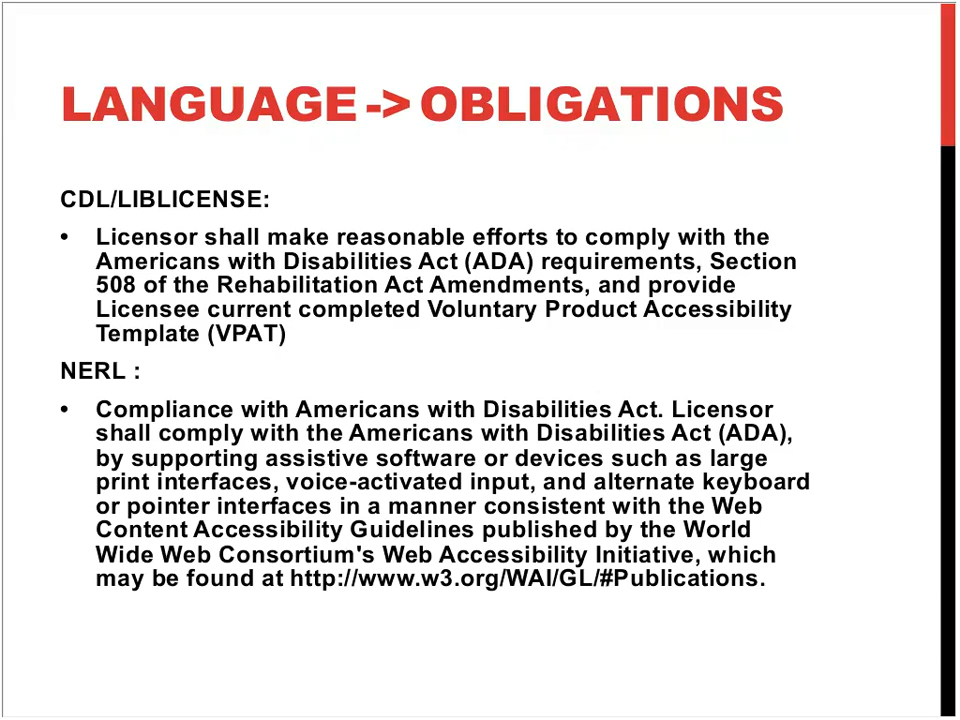 LANGUAGE -> OBLIGATIONS
CDL/LIBLICENSE:
• Licensor shall make reasonable efforts to comply with the
Americans with Disabilities Act (ADA) requirements, Section
508 of the Rehabilitation Act Amendments, and provide
Licensee current completed Voluntary Product Accessibility
Template (VPAT)
NERL :
• Compliance with Americans with Disabilities Act. Licensor
shall comply with the Americans with Disabilities Act (ADA),
by supporting assistive software or devices such as large
print interfaces, voice-activated input, and alternate keyboard
or pointer interfaces in a manner consistent with the Web
Content Accessibility Guidelines published by the World
Wide Web Consortium's Web Accessibility Initiative, which
may be found at http://www.w3.org/WAI/GL/#Publications.